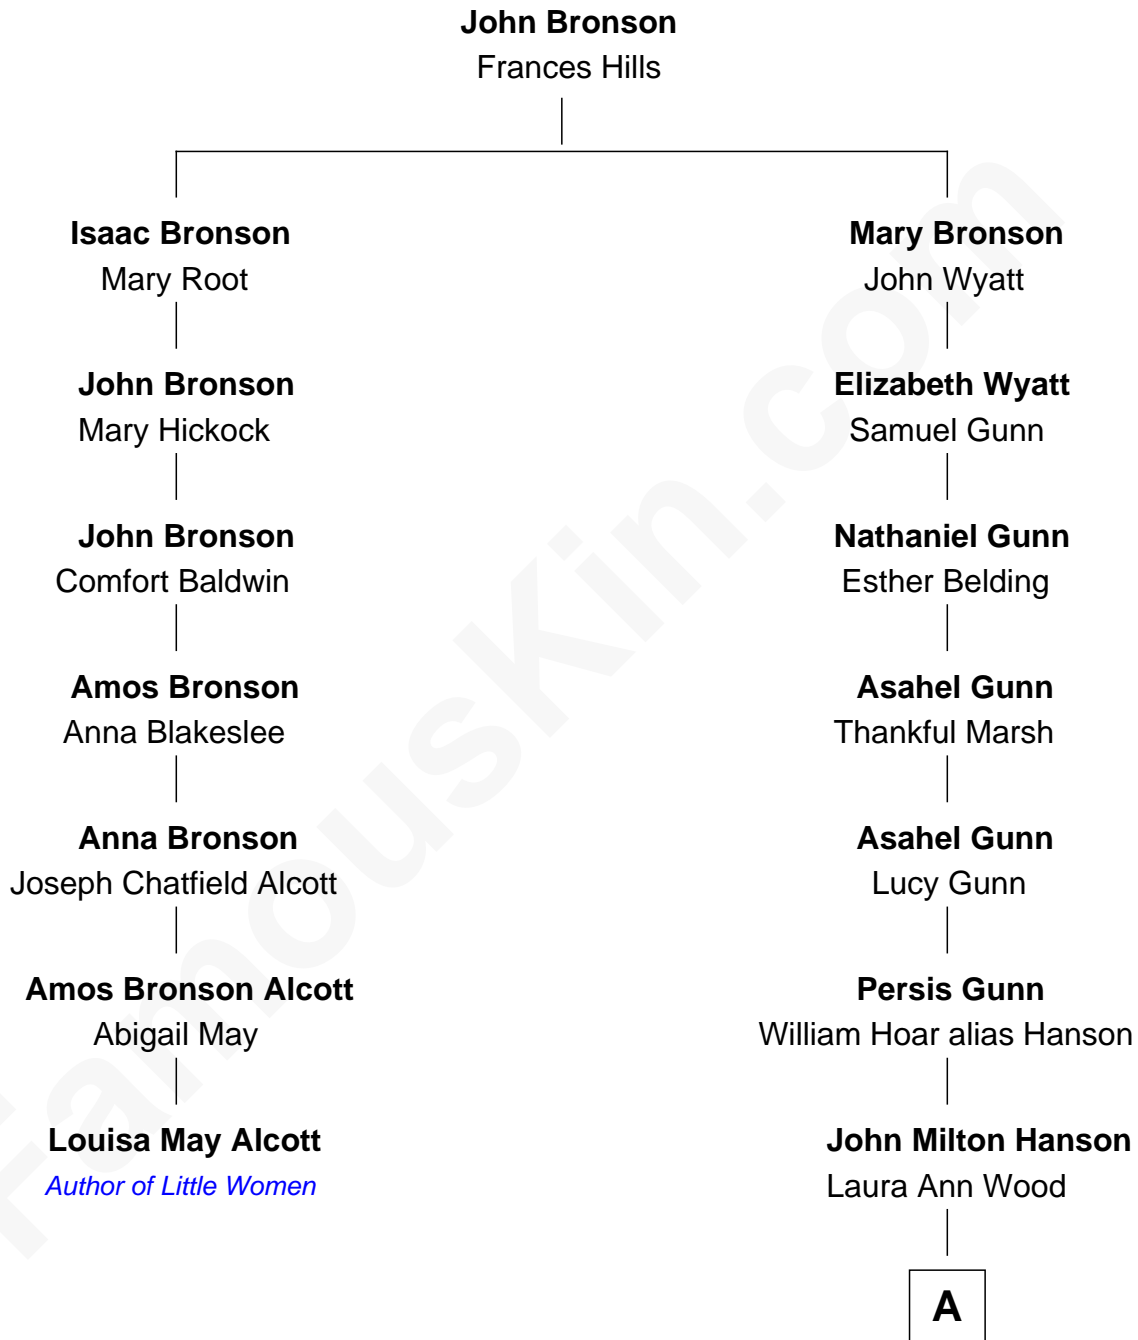 John Bronson
Frances Hills
Isaac Bronson
Mary Root
Mary Bronson
John Wyatt
John Bronson
Mary Hickock
Elizabeth Wyatt
Samuel Gunn
John Bronson
Comfort Baldwin
Nathaniel Gunn
Esther Belding
Amos Bronson
Anna Blakeslee
Asahel Gunn
Thankful Marsh
Anna Bronson
Joseph Chatfield Alcott
Asahel Gunn
Lucy Gunn
Amos Bronson Alcott
Abigail May
Persis Gunn
William Hoar alias Hanson
Louisa May Alcott
Author of Little Women
John Milton Hanson
Laura Ann Wood
A
FamousKin.com